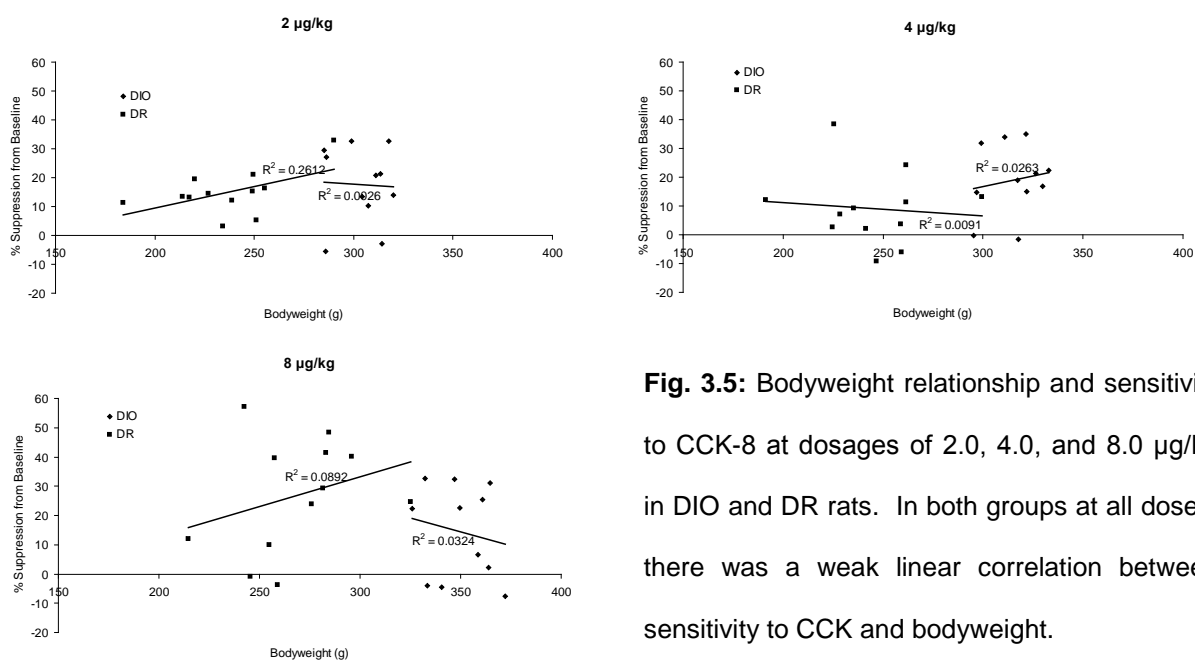 2 µg/kg
60
50
40
30
20
10
0
-10
-20
150
200
250
300
350
400
% Suppression from Baseline
Bodyweight (g)
DIO
DR
R² = 0.2612
R² = 0.0026
4 µg/kg
60
50
40
30
20
10
0
-10
-20
150
200
250
300
350
400
% Suppression from Baseline
Bodyweight (g)
DIO
DR
R² = 0.0263
R² = 0.0091
8 µg/kg
60
50
40
30
20
10
0
-10
-20
150
200
250
300
350
400
% Suppression from Baseline
Bodyweight (g)
DIO
DR
R² = 0.0892
R² = 0.0324
Fig. 3.5: Bodyweight relationship and sensitivi
to CCK-8 at dosages of 2.0, 4.0, and 8.0 µg/k
in DIO and DR rats. In both groups at all dose
there was a weak linear correlation betwee
sensitivity to CCK and bodyweight.